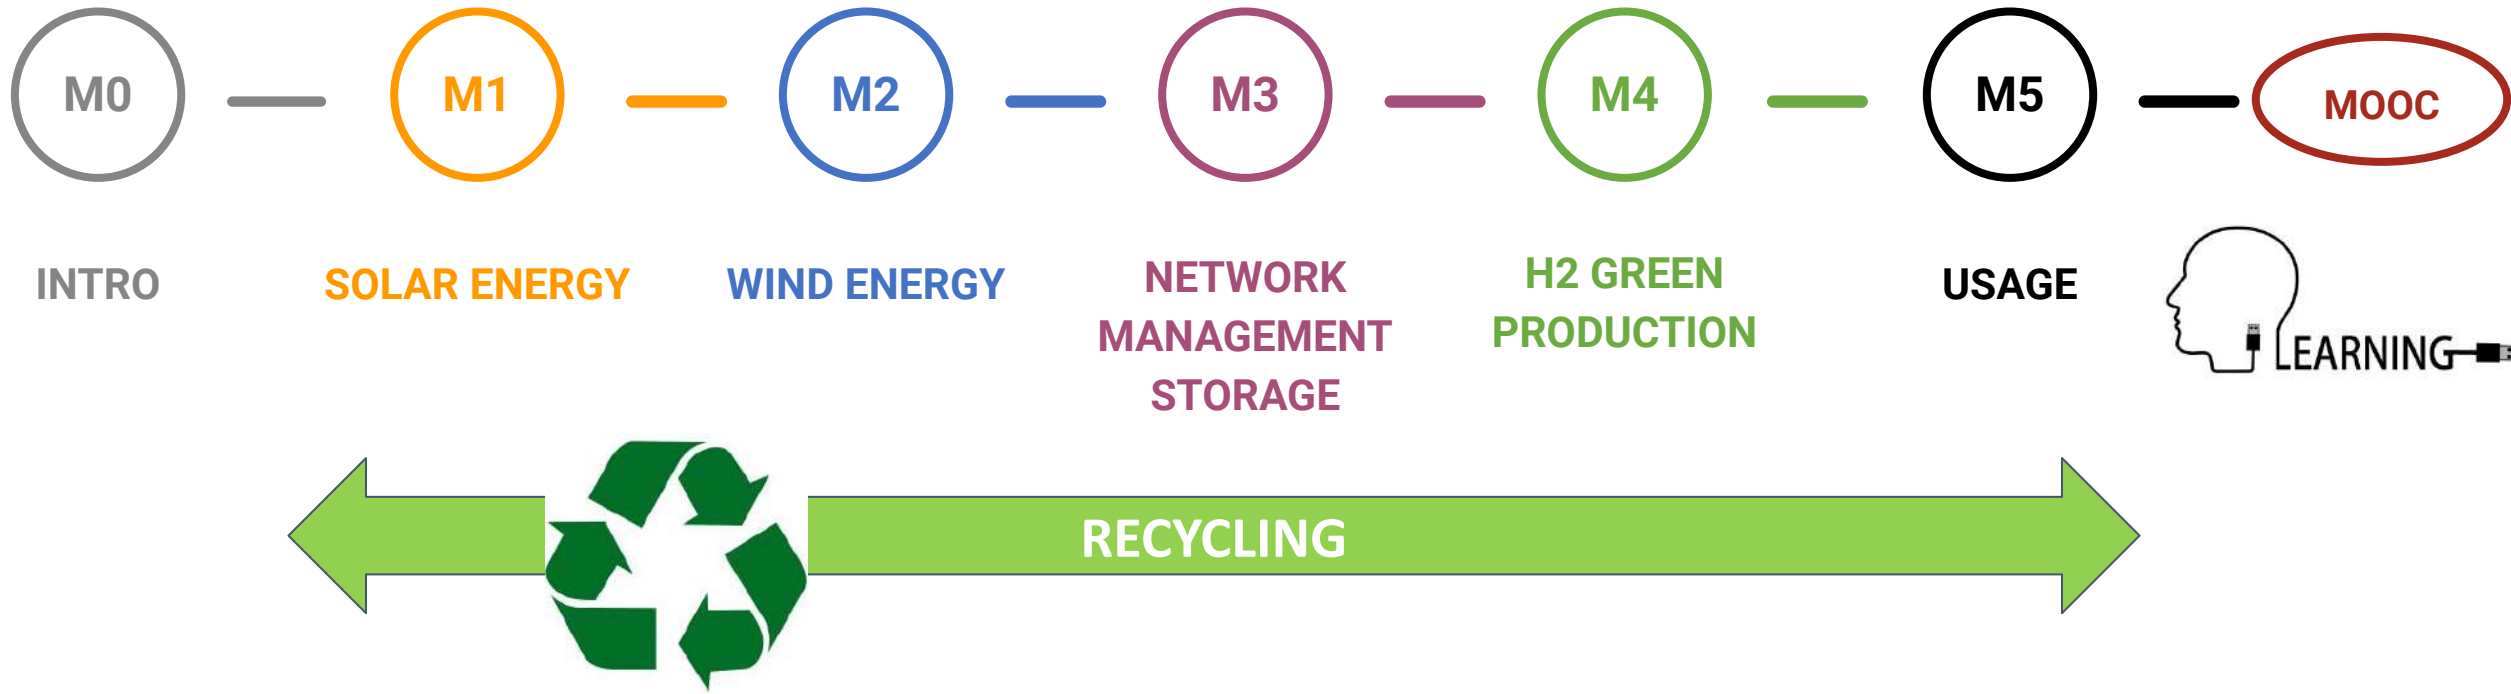 M0
M1
M2
M3
M4
M5
MOOC
INTRO
SOLAR ENERGY
WIND ENERGY
NETWORK
MANAGEMENT
STORAGE
H2 GREEN
PRODUCTION
USAGE
LEARNING
RECYCLING